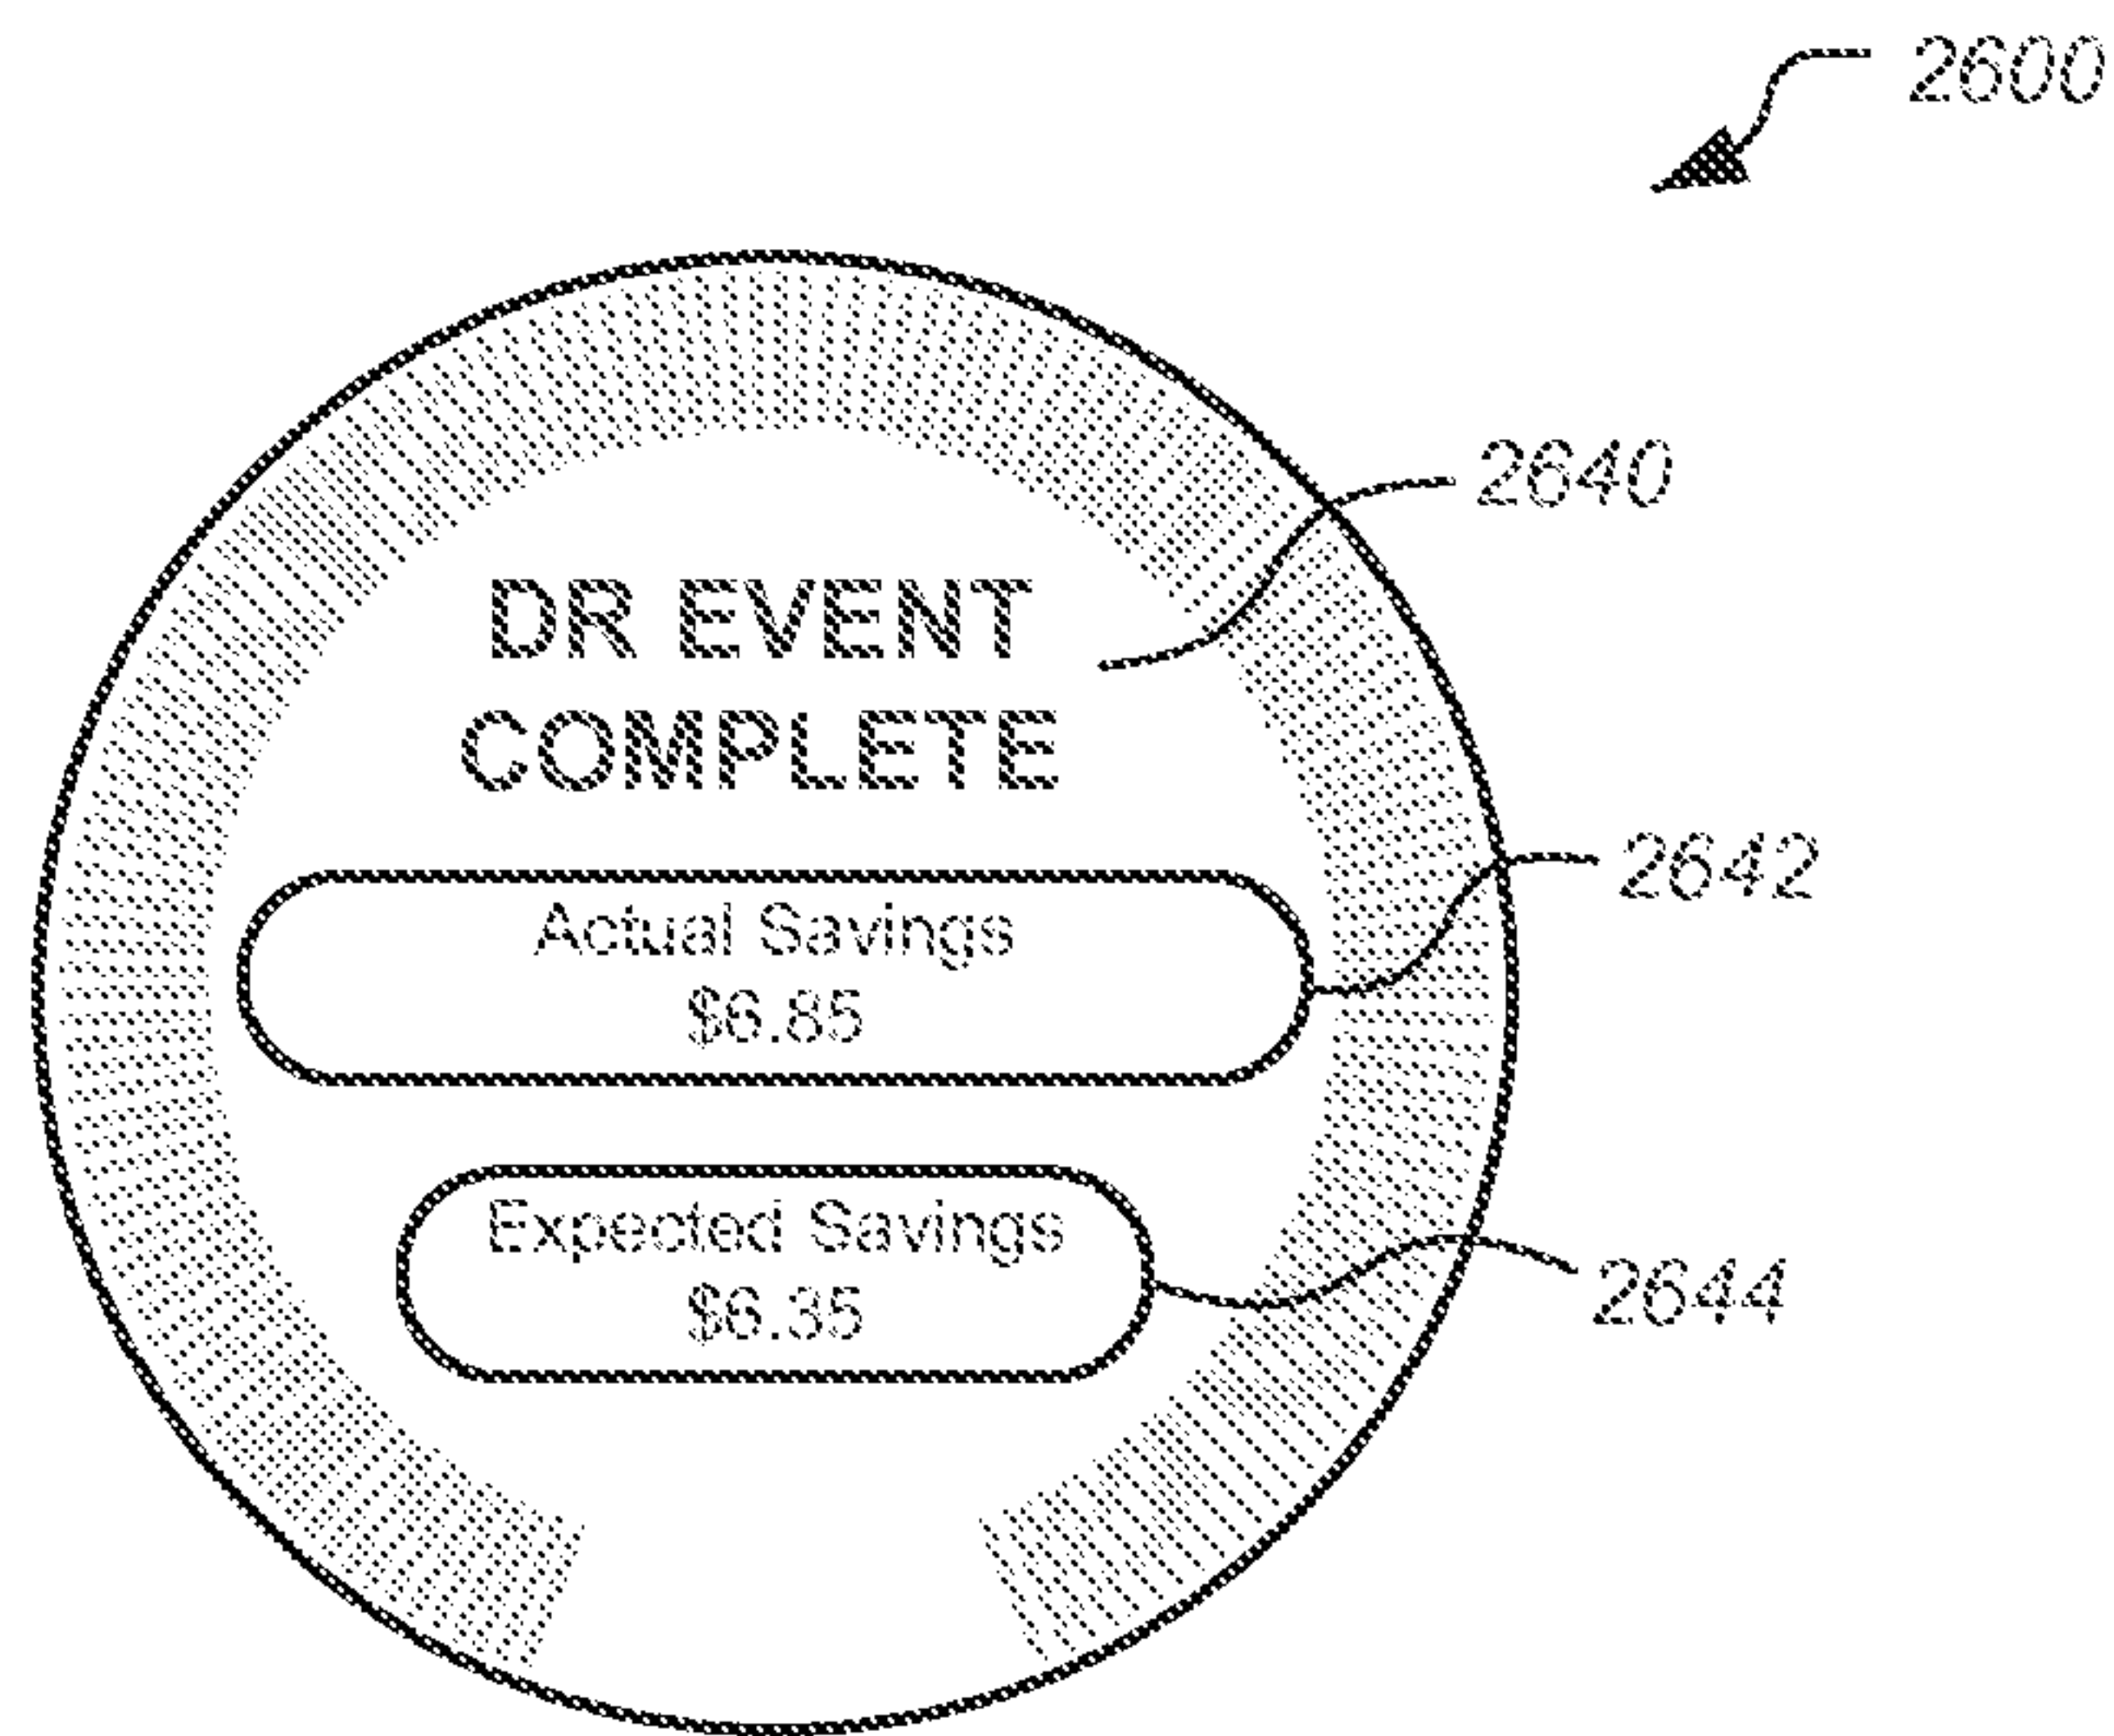 2600
2640
DR EVENT
COMPLETE
2642
Actual Savings
$6.85
Expected Savings
$6.35
2644